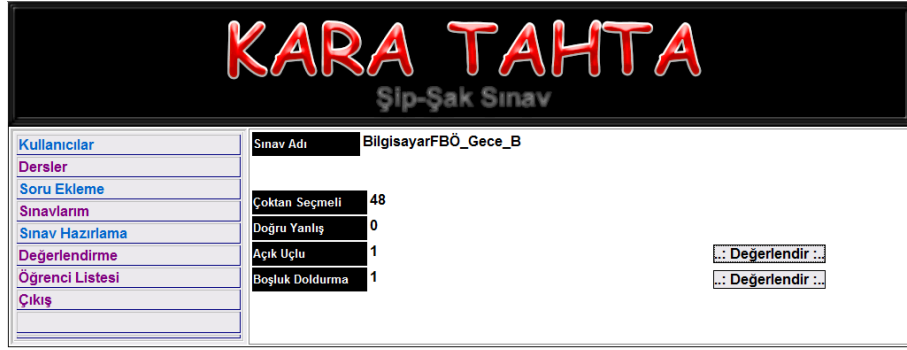 KARA TAHTA
Şip-Şak Sınav
Kullanıcılar
Dersler
Soru Ekleme
Sınavlarım
Sınav Hazırlama
Değerlendirme
Öğrenci Listesi
Çıkış
Sınav Adı BilgisayarFBÖ_Gece_B
Çoktan Seçmeli 48
Doğru Yanlış 0
Açık Uçlu 1 ..: Değerlendir :..
Boşluk Doldurma 1 ..: Değerlendir :..